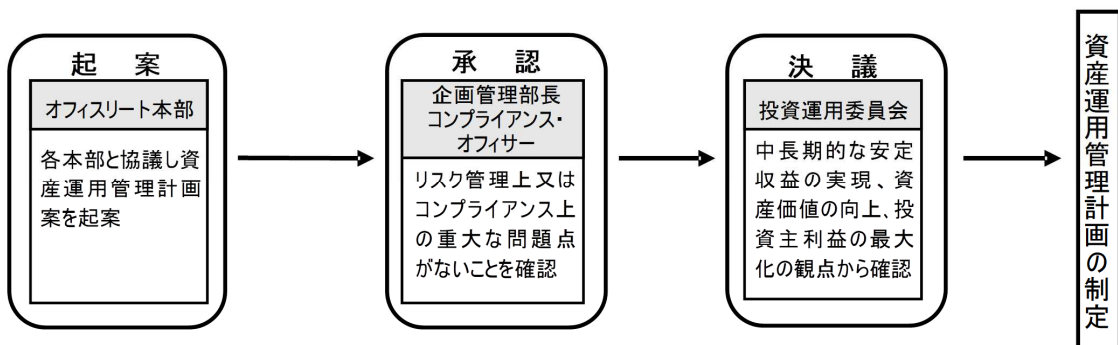 起 案
オフィスリート本部
各本部と協議し資
産運用管理計画
案を起案
承 認
企画管理部長
コンプライアンス・
オフィサー
リスク管理上又は
コンプライアンス上
の重大な問題点
がないことを確認
決 議
投資運用委員会
中長期的な安定
収益の実現、資
産価値の向上、投
資主利益の最大
化の観点から確認
資産運用管理計画の制定